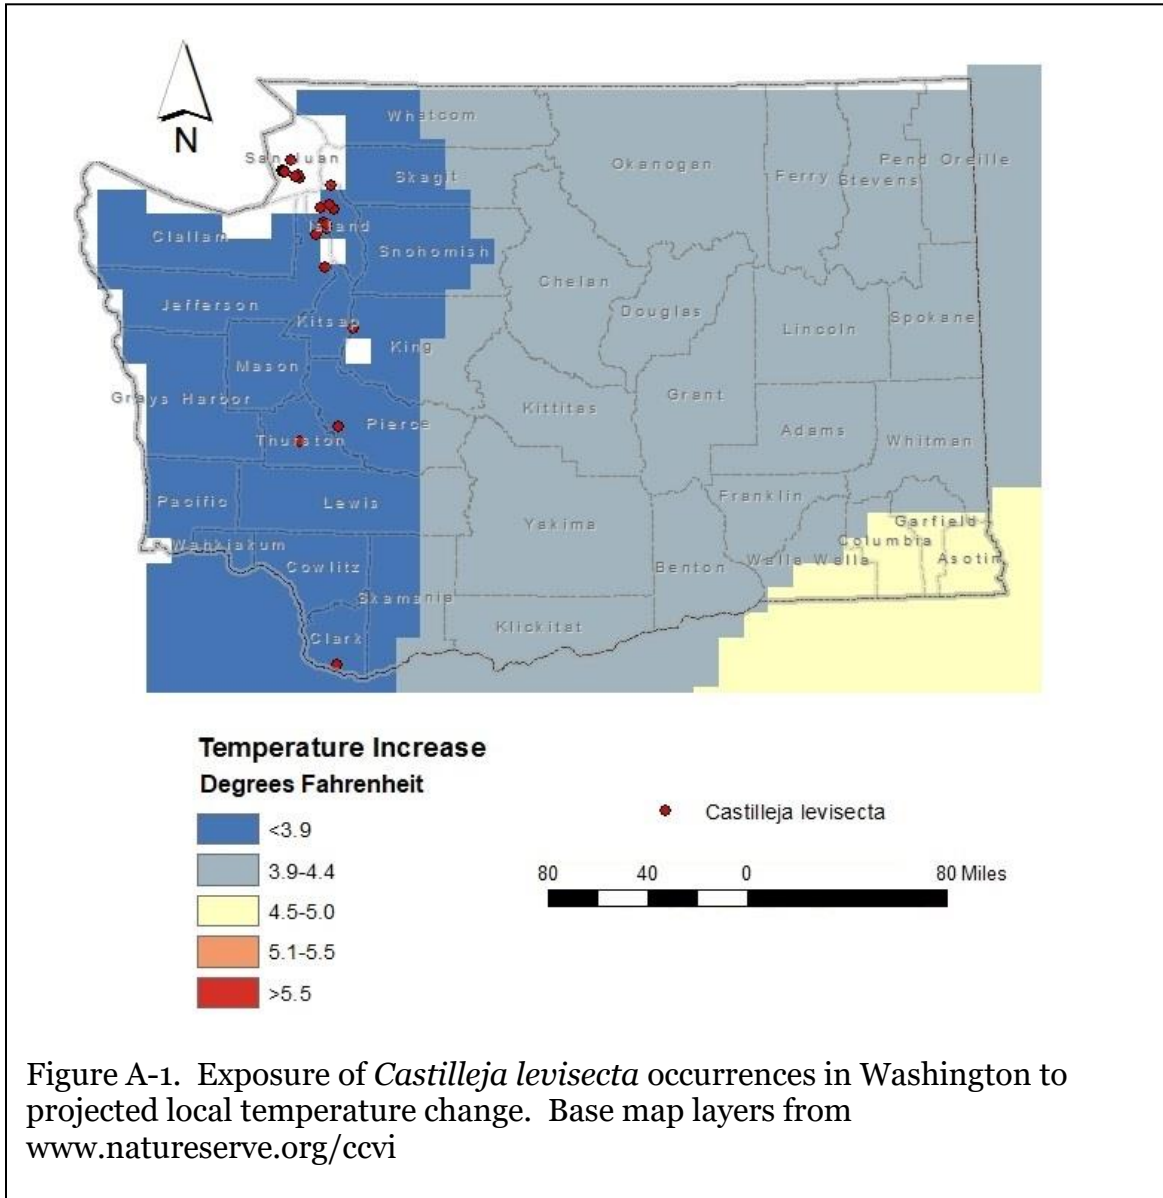 N
Whatcom
San Juan
Okanogan
Pend Oreille
Skagit
Ferry
Stevens
Island
Clallam
Snohomish
Chelan
Jefferson
Douglas
Kitsap
Lincoln
Spokane
King
Mason
Grays Harbor
Grant
Kittitas
Pierce
Adams
Whitman
Thurston
Pacific
Lewis
Franklin
Yakima
Garfield
Columbia
Wahkiakum
Cowlitz
Benton
Walla Walla
Asotin
Skamania
Klickitat
Clark
Temperature Increase
Degrees Fahrenheit
<3.9
3.9-4.4
4.5-5.0
5.1-5.5
>5.5
Castilleja levisecta
80 40 0 80 Miles
Figure A-1. Exposure of Castilleja levisecta occurrences in Washington to
projected local temperature change. Base map layers from
www.natureserve.org/ccvi